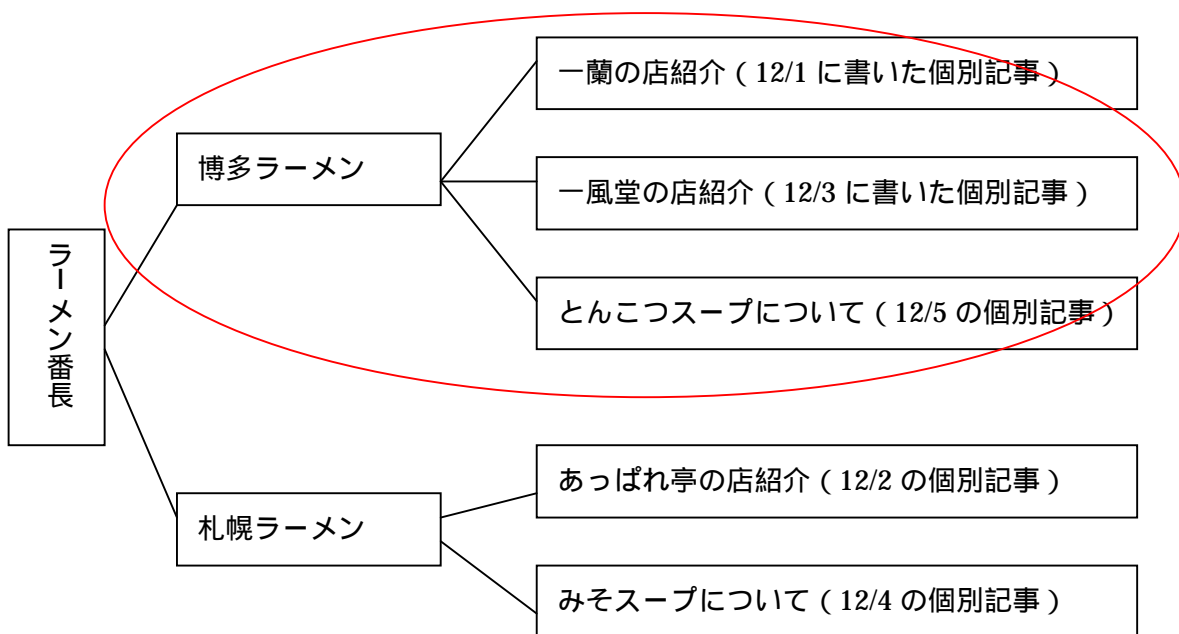 ラーメン番長
博多ラーメン
一蘭の店紹介（12/1 に書いた個別記事）
一風堂の店紹介（12/3 に書いた個別記事）
とんこつスープについて（12/5 の個別記事）
札幌ラーメン
あっぱれ亭の店紹介（12/2 の個別記事）
みそスープについて（12/4 の個別記事）